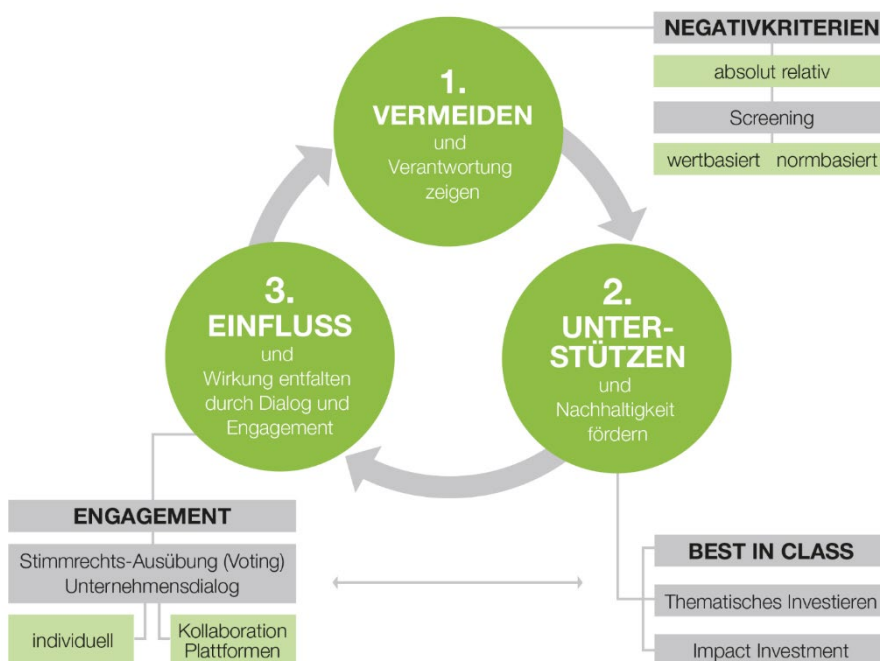 NEGATIVKRITERIEN
absolut relativ
Screening
wertbasiert normbasiert
1.
VERMEIDEN
und
Verantwortung
zeigen
2.
UNTER-
STÜTZEN
und
Nachhaltigkeit
fördern
3.
EINFLUSS
und
Wirkung entfalten
durch Dialog und
Engagement
ENGAGEMENT
Stimmrechts-Ausübung (Voting)
Unternehmensdialog
individuell
Kollaboration
Plattformen
BEST IN CLASS
Thematisches Investieren
Impact Investment